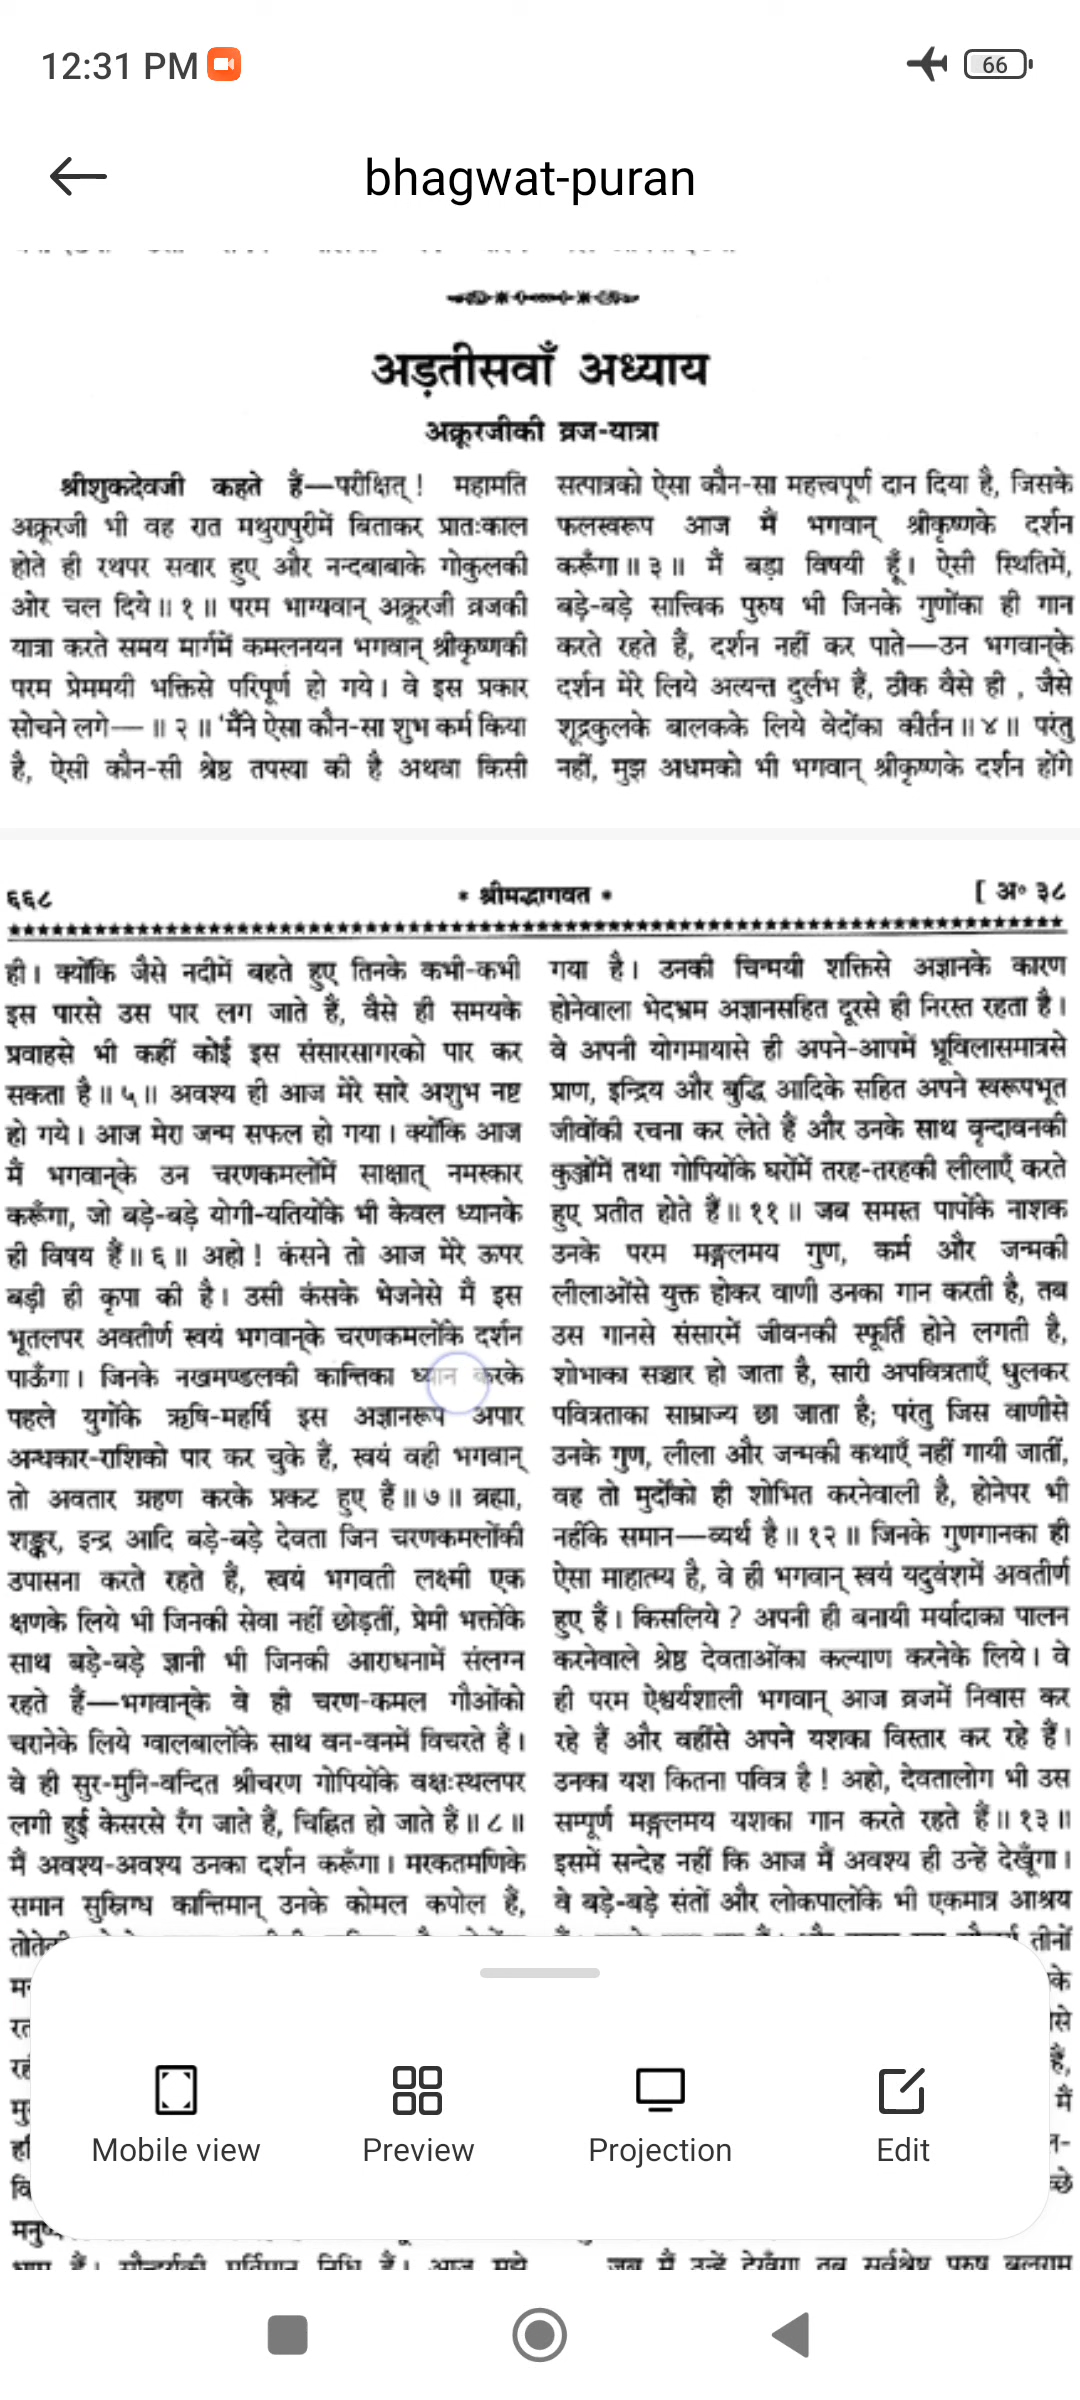 12:31 PM
66
bhagwat-puran
अड़तीसवाँ अध्याय
अक्रूरजीकी व्रज-यात्रा
श्रीशुकदेवजी कहते हैं—परीक्षित् ! महामति
अक्रूरजी भी वह रात मथुरापुरीमें बिताकर प्रातःकाल
होते ही रथपर सवार हुए और नन्दबाबाके गोकुलकी
ओर चल दिये ॥ १ ॥ परम भाग्यवान् अक्रूरजी व्रजकी
यात्रा करते समय मार्गमें कमलनयन भगवान् श्रीकृष्णकी
परम प्रेममयी भक्तिसे परिपूर्ण हो गये। वे इस प्रकार
सोचने लगे— ॥ २ ॥ 'मैंने ऐसा कौन-सा शुभ कर्म किया
है, ऐसी कौन-सी श्रेष्ठ तपस्या की है अथवा किसी
सत्पात्रको ऐसा कौन-सा महत्त्वपूर्ण दान दिया है, जिसके
फलस्वरूप आज मैं भगवान् श्रीकृष्णके दर्शन
करूँगा ॥ ३ ॥ मैं बड़ा विषयी हूँ। ऐसी स्थितिमें,
बड़े-बड़े सात्त्विक पुरुष भी जिनके गुणोंका ही गान
करते रहते हैं, दर्शन नहीं कर पाते—उन भगवान्के
दर्शन मेरे लिये अत्यन्त दुर्लभ हैं, ठीक वैसे ही , जैसे
शूद्रकुलके बालकके लिये वेदोंका कीर्तन ॥ ४ ॥ परंतु
नहीं, मुझ अधमको भी भगवान् श्रीकृष्णके दर्शन होंगे
६६८
* श्रीमद्भागवत *
[ अ० ३८
ही। क्योंकि जैसे नदीमें बहते हुए तिनके कभी-कभी
इस पारसे उस पार लग जाते हैं, वैसे ही समयके
प्रवाहसे भी कहीं कोई इस संसारसागरको पार कर
सकता है ॥ ५ ॥ अवश्य ही आज मेरे सारे अशुभ नष्ट
हो गये। आज मेरा जन्म सफल हो गया। क्योंकि आज
मैं भगवान्के उन चरणकमलोंमें साक्षात् नमस्कार
करूँगा, जो बड़े-बड़े योगी-यतियोंके भी केवल ध्यानके
ही विषय हैं ॥ ६ ॥ अहो ! कंसने तो आज मेरे ऊपर
बड़ी ही कृपा की है। उसी कंसके भेजनेसे मैं इस
भूतलपर अवतीर्ण स्वयं भगवान्के चरणकमलोंके दर्शन
पाऊँगा। जिनके नखमण्डलकी कान्तिका ध्यान करके
पहले युगोंके ऋषि-महर्षि इस अज्ञानरूप अपार
अन्धकार-राशिको पार कर चुके हैं, स्वयं वही भगवान्
तो अवतार ग्रहण करके प्रकट हुए हैं ॥ ७ ॥ ब्रह्मा,
शङ्कर, इन्द्र आदि बड़े-बड़े देवता जिन चरणकमलोंकी
उपासना करते रहते हैं, स्वयं भगवती लक्ष्मी एक
क्षणके लिये भी जिनकी सेवा नहीं छोड़तीं, प्रेमी भक्तोंके
साथ बड़े-बड़े ज्ञानी भी जिनकी आराधनामें संलग्न
रहते हैं—भगवान्के वे ही चरण-कमल गौओंको
चरानेके लिये ग्वालबालोंके साथ वन-वनमें विचरते हैं।
वे ही सुर-मुनि-वन्दित श्रीचरण गोपियोंके वक्षःस्थलपर
लगी हुई केसरसे रँग जाते हैं, चिह्नित हो जाते हैं ॥ ८ ॥
मैं अवश्य-अवश्य उनका दर्शन करूँगा। मरकतमणिके
समान सुस्निग्ध कान्तिमान् उनके कोमल कपोल हैं,
गया है। उनकी चिन्मयी शक्तिसे अज्ञानके कारण
होनेवाला भेदभ्रम अज्ञानसहित दूरसे ही निरस्त रहता है।
वे अपनी योगमायासे ही अपने-आपमें भ्रूविलासमात्रसे
प्राण, इन्द्रिय और बुद्धि आदिके सहित अपने स्वरूपभूत
जीवोंकी रचना कर लेते हैं और उनके साथ वृन्दावनकी
कुञ्जोंमें तथा गोपियोंके घरोंमें तरह-तरहकी लीलाएँ करते
हुए प्रतीत होते हैं ॥ ११ ॥ जब समस्त पापोंके नाशक
उनके परम मङ्गलमय गुण, कर्म और जन्मकी
लीलाओंसे युक्त होकर वाणी उनका गान करती है, तब
उस गानसे संसारमें जीवनकी स्फूर्ति होने लगती है,
शोभाका सञ्चार हो जाता है, सारी अपवित्रताएँ धुलकर
पवित्रताका साम्राज्य छा जाता है; परंतु जिस वाणीसे
उनके गुण, लीला और जन्मकी कथाएँ नहीं गायी जातीं,
वह तो मुर्दोंको ही शोभित करनेवाली है, होनेपर भी
नहींके समान—व्यर्थ है ॥ १२ ॥ जिनके गुणगानका ही
ऐसा माहात्म्य है, वे ही भगवान् स्वयं यदुवंशमें अवतीर्ण
हुए हैं। किसलिये ? अपनी ही बनायी मर्यादाका पालन
करनेवाले श्रेष्ठ देवताओंका कल्याण करनेके लिये। वे
ही परम ऐश्वर्यशाली भगवान् आज व्रजमें निवास कर
रहे हैं और वहींसे अपने यशका विस्तार कर रहे हैं।
उनका यश कितना पवित्र है ! अहो, देवतालोग भी उस
सम्पूर्ण मङ्गलमय यशका गान करते रहते हैं ॥ १३ ॥
इसमें सन्देह नहीं कि आज मैं अवश्य ही उन्हें देखूँगा।
वे बड़े-बड़े संतों और लोकपालोंके भी एकमात्र आश्रय
तीनों
Mobile view
Preview
Projection
Edit
जब मैं उन्हें देखूँगा तब सर्वश्रेष्ठ पुरुष बलराम